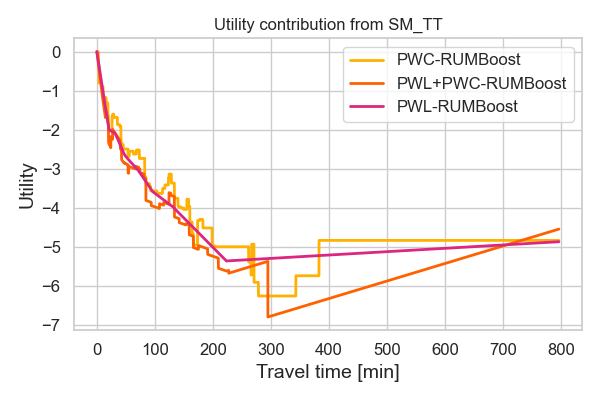 Utility contribution from SM_TT
PWC-RUMBoost
PWL+PWC-RUMBoost
PWL-RUMBoost
Utility
0
−1
−2
−3
−4
−5
−6
−7
0 100 200 300 400 500 600 700 800
Travel time [min]